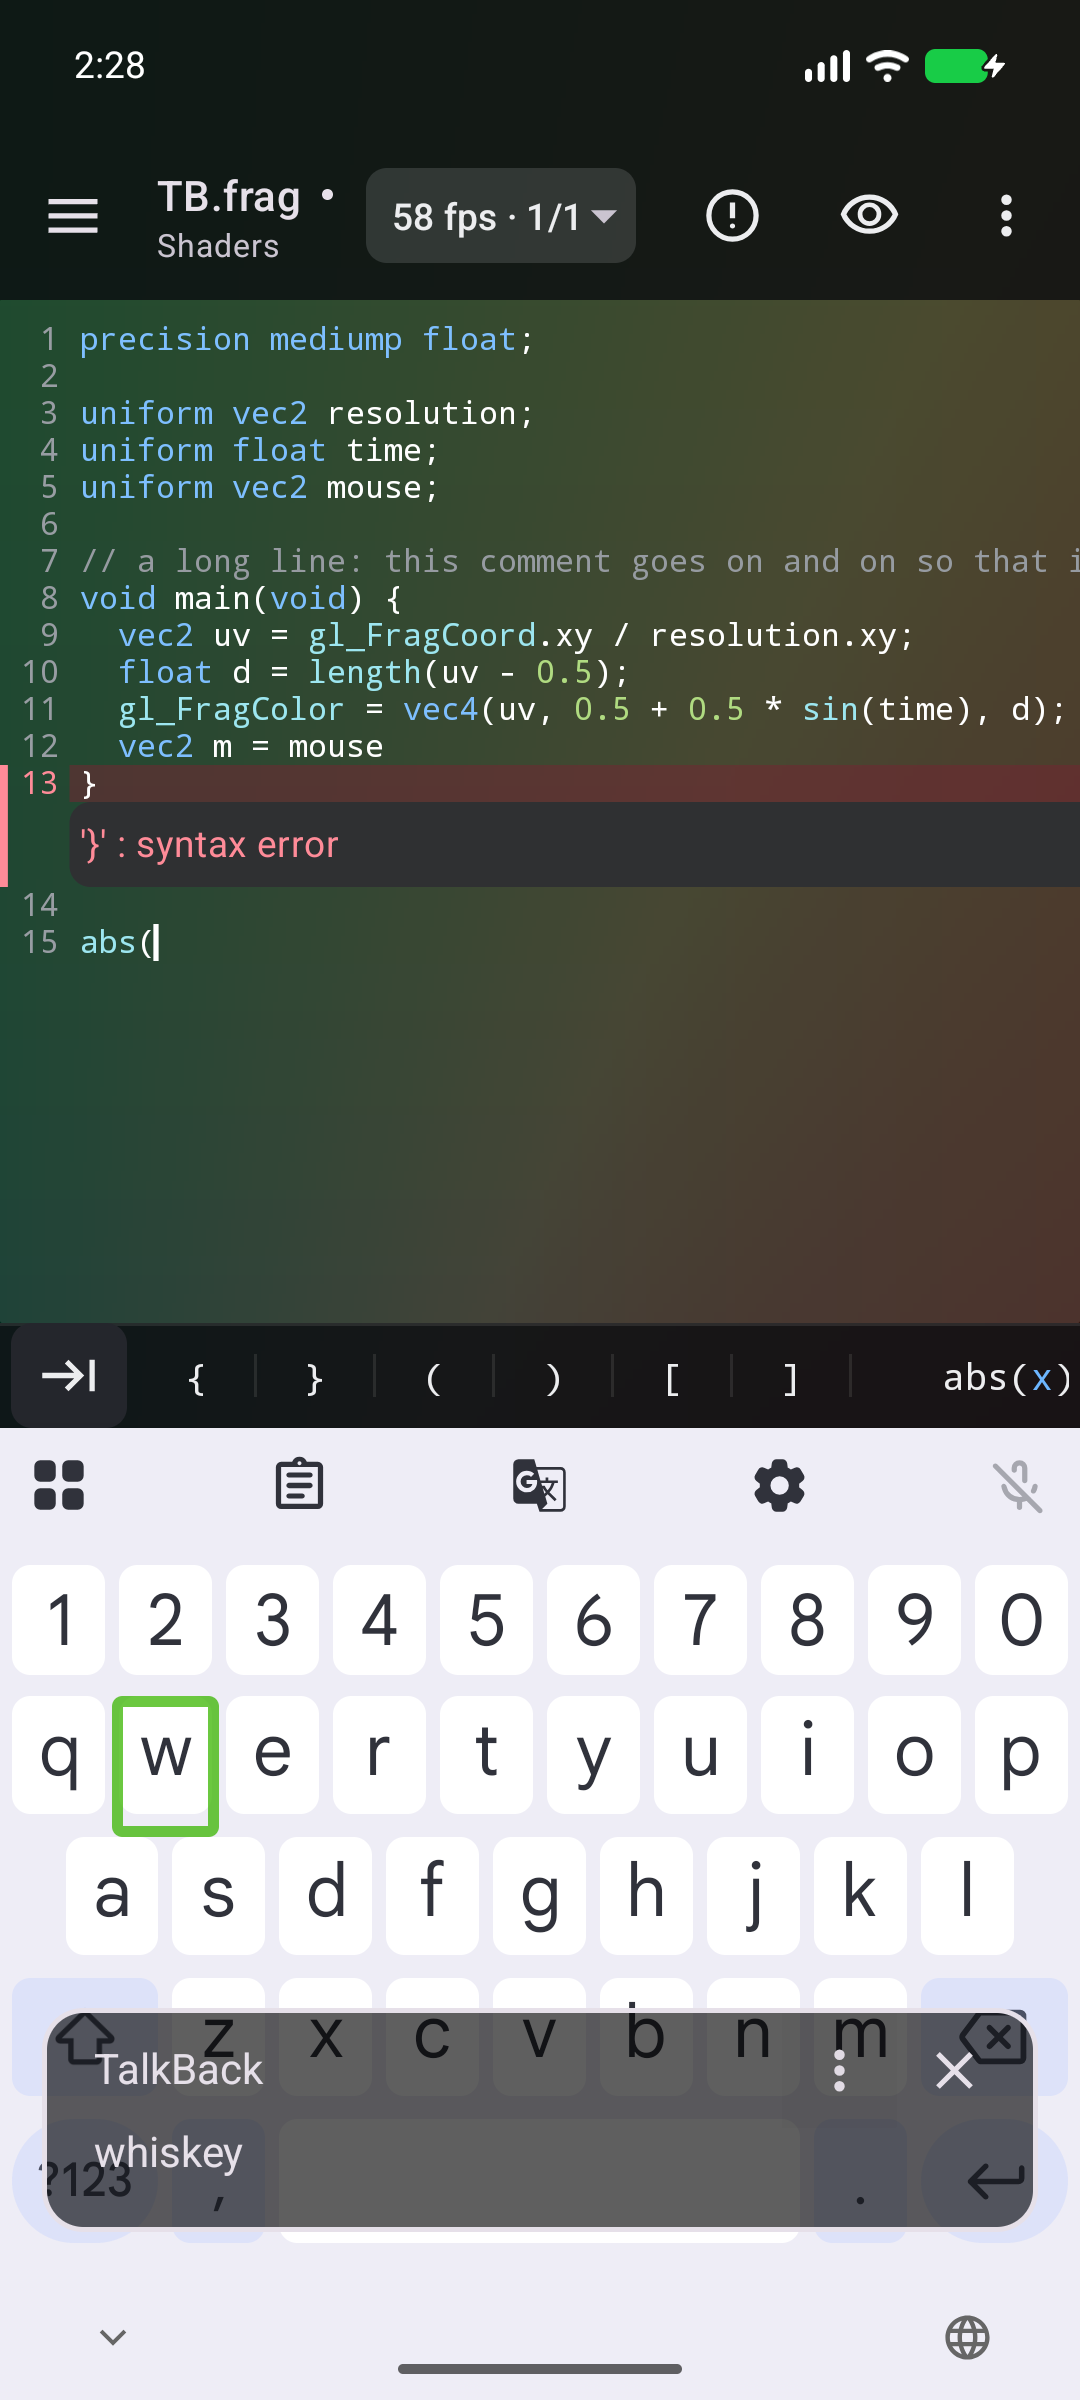 2:28
TB.frag •
Shaders
58 fps · 1/1
1 precision mediump float;
2
3 uniform vec2 resolution;
4 uniform float time;
5 uniform vec2 mouse;
6
7 // a long line: this comment goes on and on so that i
8 void main(void) {
9 vec2 uv = gl_FragCoord.xy / resolution.xy;
10 float d = length(uv - 0.5);
11 gl_FragColor = vec4(uv, 0.5 + 0.5 * sin(time), d);
12 vec2 m = mouse
13 }
'}' : syntax error
14
15 abs(
{ } ( ) [ ] abs(x)
1 2 3 4 5 6 7 8 9 0
q w e r t y u i o p
a s d f g h j k l
z x c v b n m
TalkBack
whiskey
?123 , .